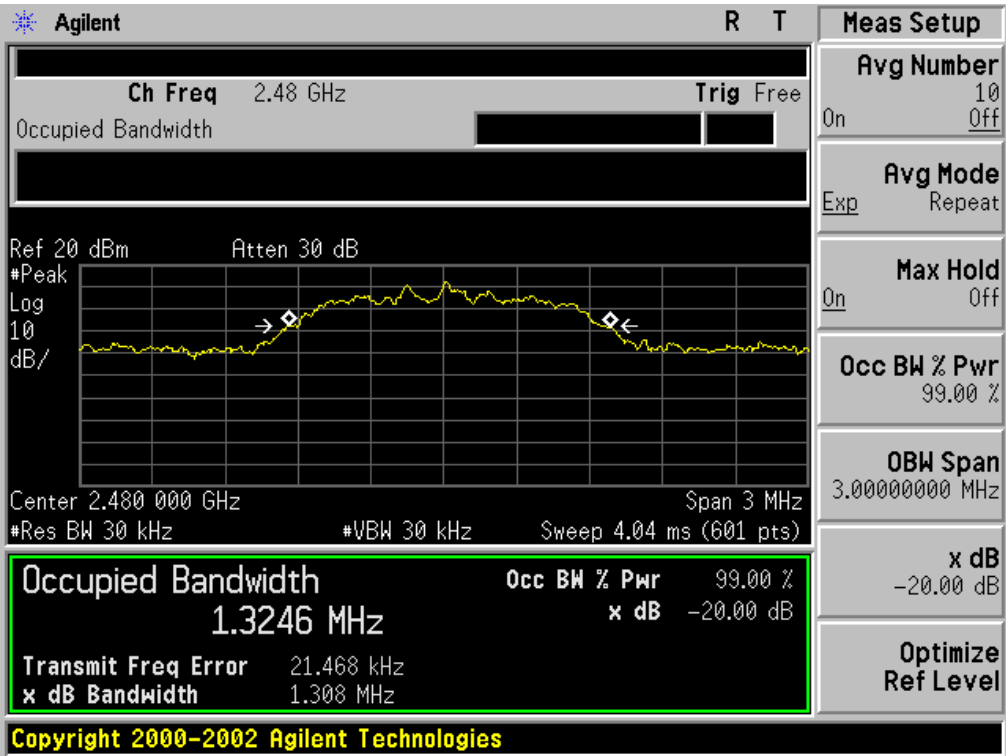 Agilent R T
Ch Freq 2.48 GHz Trig Free
Occupied Bandwidth
Ref 20 dBm Atten 30 dB
#Peak
Log
10
dB/
Center 2.480 000 GHz Span 3 MHz
#Res BW 30 kHz #VBW 30 kHz Sweep 4.04 ms (601 pts)
Occupied Bandwidth Occ BW % Pwr 99.00 %
1.3246 MHz x dB -20.00 dB
Transmit Freq Error 21.468 kHz
x dB Bandwidth 1.308 MHz
Copyright 2000-2002 Agilent Technologies
Meas Setup
Avg Number
10
On Off
Avg Mode
Exp Repeat
Max Hold
On Off
Occ BW % Pwr
99.00 %
OBW Span
3.00000000 MHz
x dB
-20.00 dB
Optimize
Ref Level